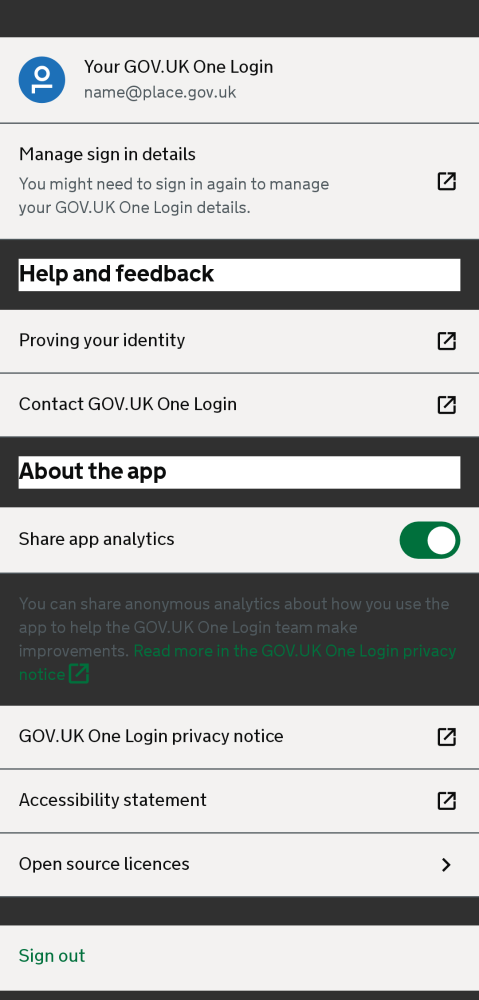 Your GOV.UK One Login
name@place.gov.uk
Manage sign in details
You might need to sign in again to manage
your GOV.UK One Login details.
Help and feedback
Proving your identity
Contact GOV.UK One Login
About the app
Share app analytics
You can share anonymous analytics about how you use the
app to help the GOV.UK One Login team make
improvements. Read more in the GOV.UK One Login privacy
notice
GOV.UK One Login privacy notice
Accessibility statement
Open source licences
Sign out